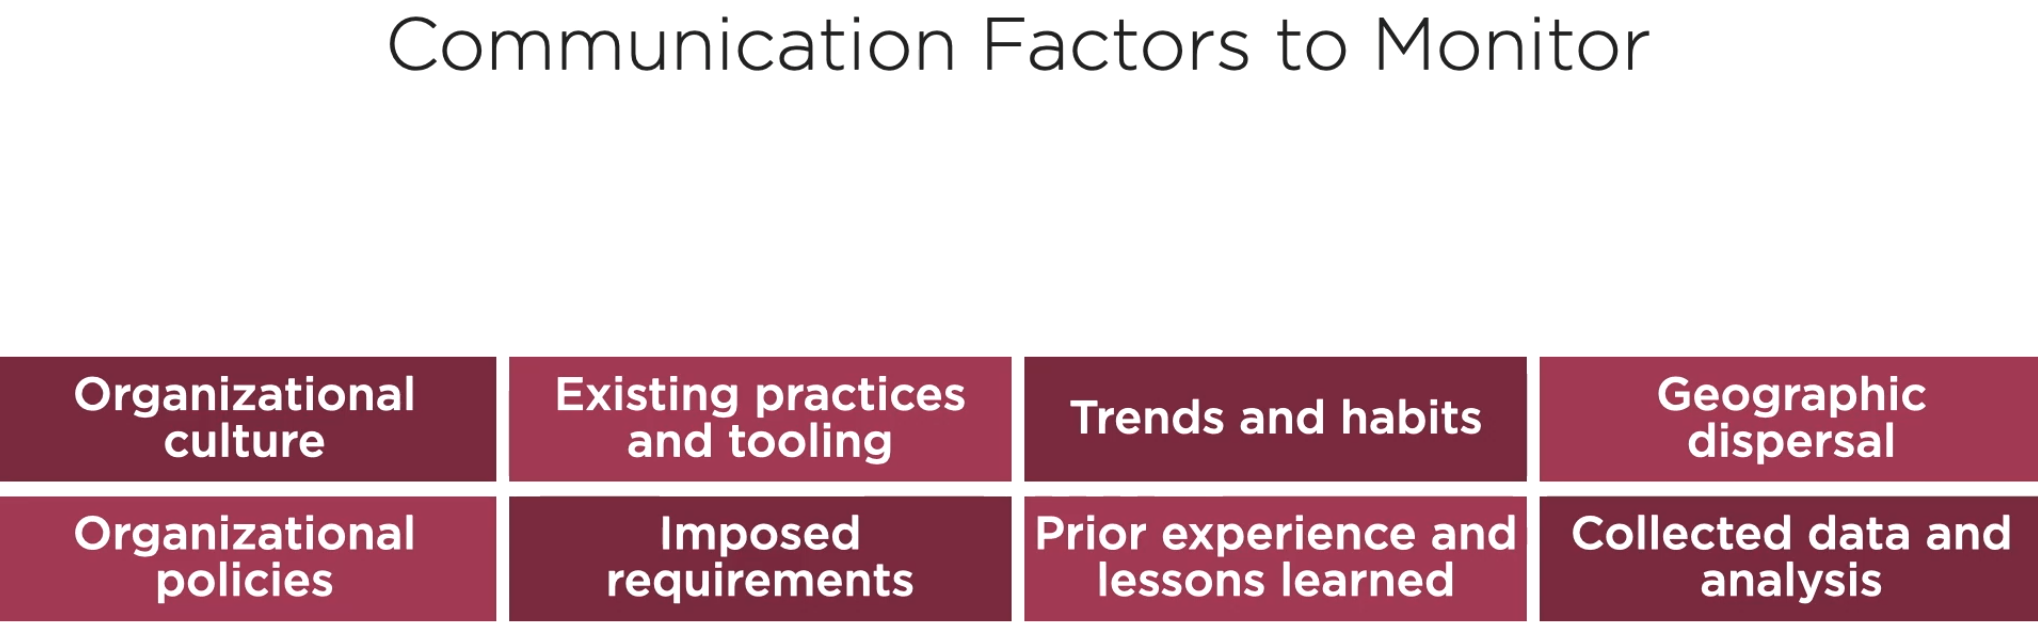 Communication Factors to Monitor
Organizational
culture
Existing practices
and tooling
Trends and habits
Geographic
dispersal
Organizational
policies
Imposed
requirements
Prior experience and
lessons learned
Collected data and
analysis